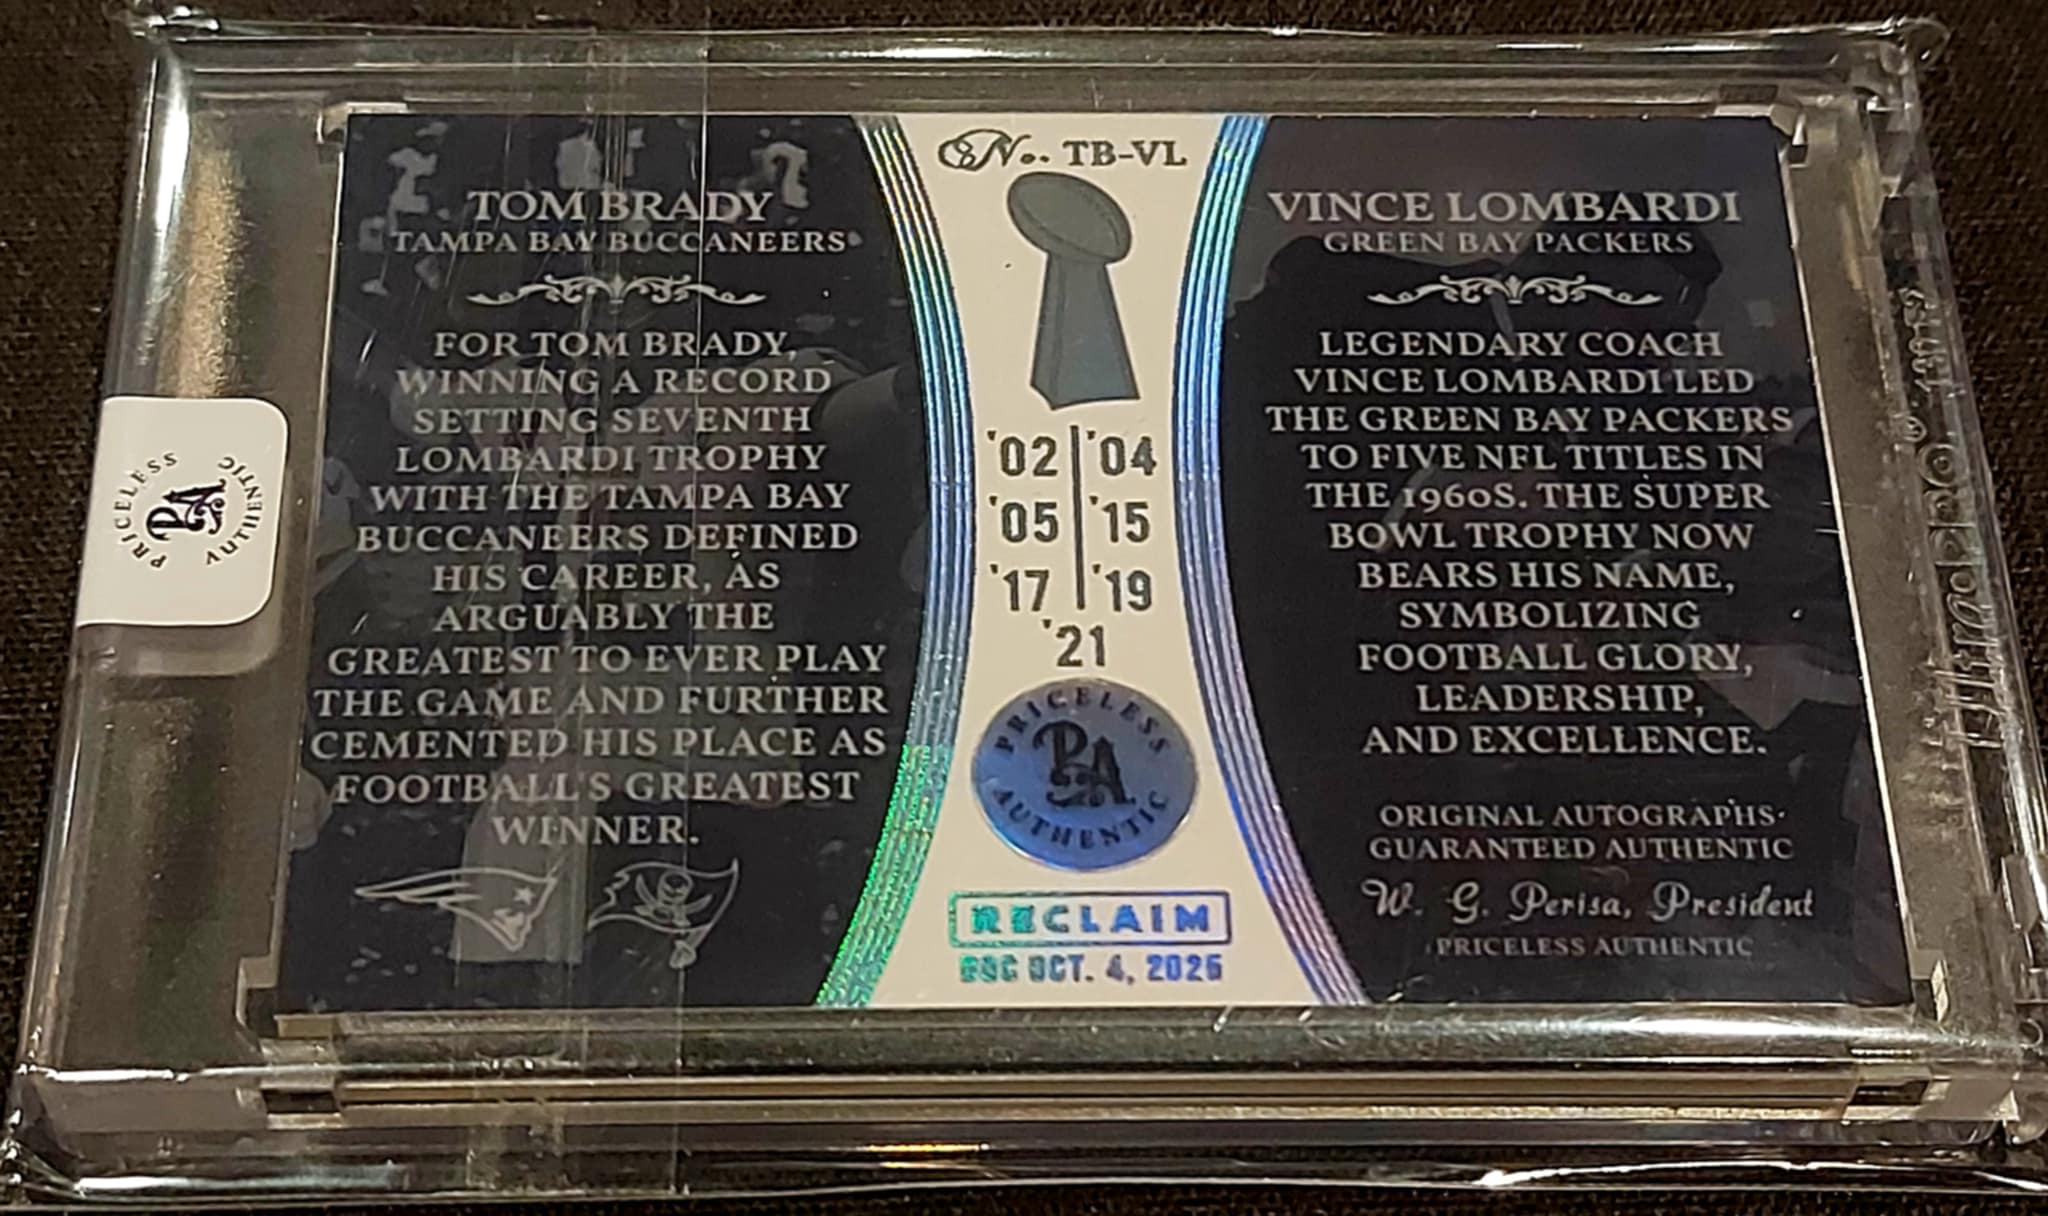 No. TB-VL
TOM BRADY
TAMPA BAY BUCCANEERS
FOR TOM BRADY,
WINNING A RECORD
SETTING SEVENTH
LOMBARDI TROPHY
WITH THE TAMPA BAY
BUCCANEERS DEFINED
HIS CAREER, AS
ARGUABLY THE
GREATEST TO EVER PLAY
THE GAME AND FURTHER
CEMENTED HIS PLACE AS
FOOTBALL'S GREATEST
WINNER.
'02 '04
'05 '15
'17 '19
'21
PRICELESS
PA
AUTHENTIC
RECLAIM
OCT. 4, 2025
VINCE LOMBARDI
GREEN BAY PACKERS
LEGENDARY COACH
VINCE LOMBARDI LED
THE GREEN BAY PACKERS
TO FIVE NFL TITLES IN
THE 1960S. THE SUPER
BOWL TROPHY NOW
BEARS HIS NAME,
SYMBOLIZING
FOOTBALL GLORY,
LEADERSHIP,
AND EXCELLENCE.
ORIGINAL AUTOGRAPHS·
GUARANTEED AUTHENTIC
W. G. Perisa, President
PRICELESS AUTHENTIC
PRICELESS
PA
AUTHENTIC
Ultra PRO®